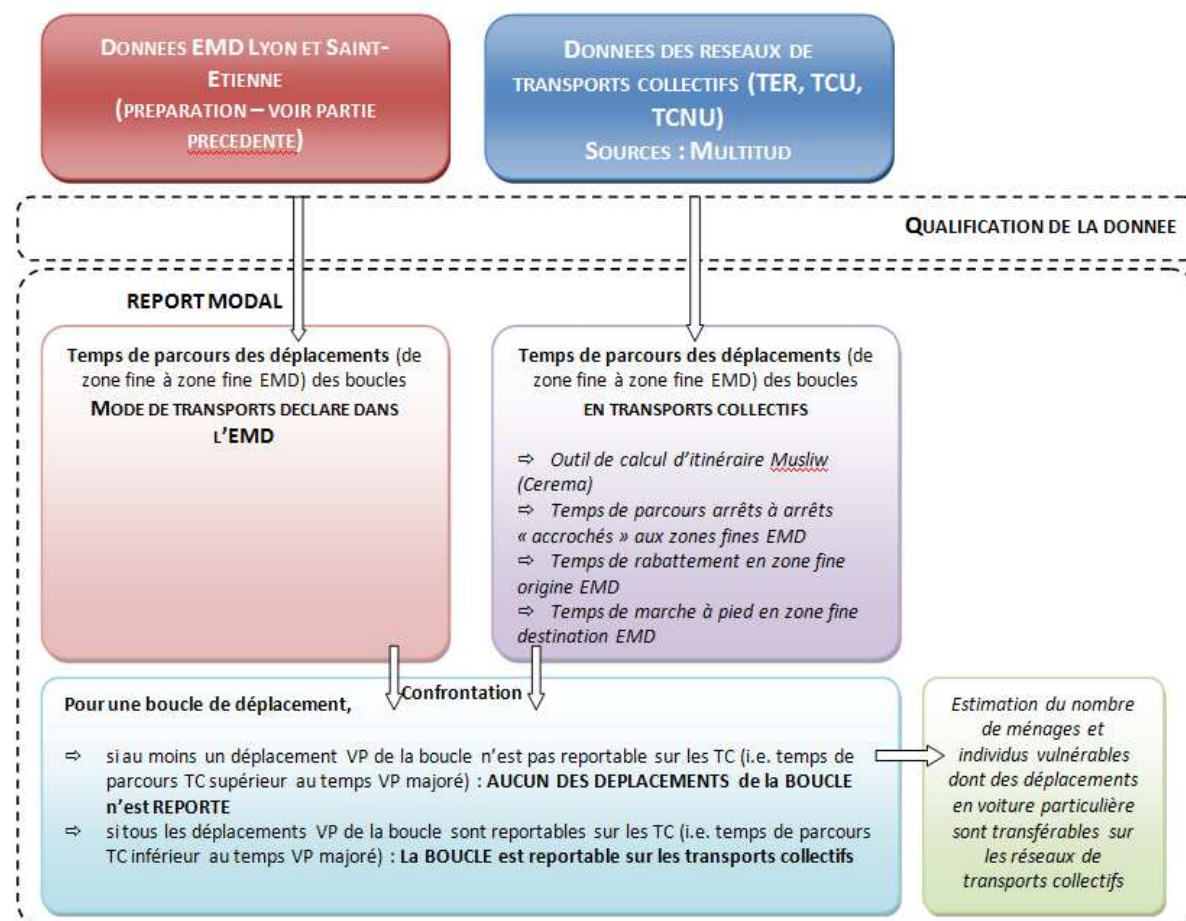 DONNEES EMD LYON ET SAINT-
ETIENNE
(PREPARATION – VOIR PARTIE
PRECEDENTE)
DONNEES DES RESEAUX DE
TRANSPORTS COLLECTIFS (TER, TCU,
TCNU)
SOURCES : MULTITUD
QUALIFICATION DE LA DONNEE
REPORT MODAL
Temps de parcours des déplacements (de
zone fine à zone fine EMD) des boucles
MODE DE TRANSPORTS DECLARE DANS
L'EMD
Temps de parcours des déplacements (de
zone fine à zone fine EMD) des boucles
EN TRANSPORTS COLLECTIFS
⇨ Outil de calcul d'itinéraire Musliw
(Cerema)
⇨ Temps de parcours arrêts à arrêts
« accrochés » aux zones fines EMD
⇨ Temps de rabattement en zone fine
origine EMD
⇨ Temps de marche à pied en zone fine
destination EMD
Confrontation
Pour une boucle de déplacement,
⇨ si au moins un déplacement VP de la boucle n'est pas reportable sur les TC (i.e. temps de
parcours TC supérieur au temps VP majoré) : AUCUN DES DEPLACEMENTS de la BOUCLE
n'est REPORTE
⇨ si tous les déplacements VP de la boucle sont reportables sur les TC (i.e. temps de parcours
TC inférieur au temps VP majoré) : La BOUCLE est reportable sur les transports collectifs
Estimation du nombre
de ménages et
individus vulnérables
dont des déplacements
en voiture particulière
sont transférables sur
les réseaux de
transports collectifs